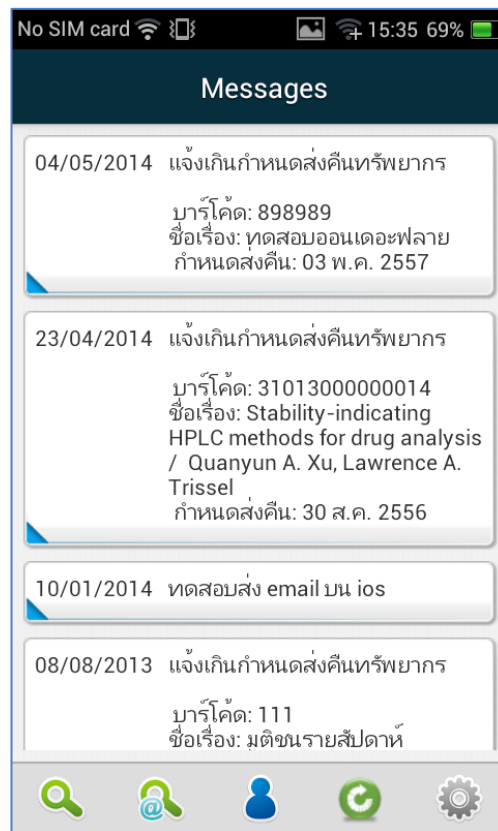 No SIM card 15:35 69%
Messages
04/05/2014 แจ้งเกินกำหนดส่งคืนทรัพยากร
บาร์โค้ด: 898989
ชื่อเรื่อง: ทดสอบออนเดอะฟลาย
กำหนดส่งคืน: 03 พ.ค. 2557
23/04/2014 แจ้งเกินกำหนดส่งคืนทรัพยากร
บาร์โค้ด: 31013000000014
ชื่อเรื่อง: Stability-indicating
HPLC methods for drug analysis
/ Quanyun A. Xu, Lawrence A.
Trissel
กำหนดส่งคืน: 30 ส.ค. 2556
10/01/2014 ทดสอบส่ง email บน ios
08/08/2013 แจ้งเกินกำหนดส่งคืนทรัพยากร
บาร์โค้ด: 111
ชื่อเรื่อง: มติชนรายสัปดาห์
@